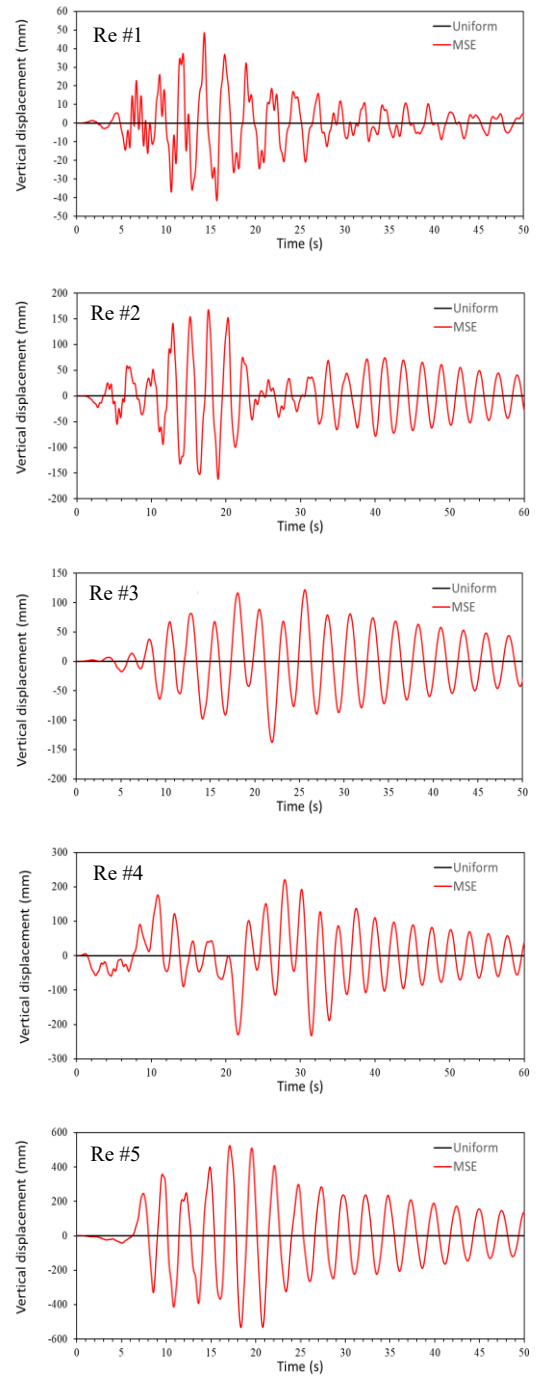 Re #1
Uniform
MSE
Vertical displacement (mm)
60
50
40
30
20
10
0
-10
-20
-30
-40
-50
0 5 10 15 20 25 30 35 40 45 50
Time (s)
Re #2
Uniform
MSE
Vertical displacement (mm)
200
150
100
50
0
-50
-100
-150
-200
0 10 20 30 40 50 60
Time (s)
Re #3
Uniform
MSE
Vertical displacement (mm)
150
100
50
0
-50
-100
-150
-200
0 5 10 15 20 25 30 35 40 45 50
Time (s)
Re #4
Uniform
MSE
Vertical displacement (mm)
300
200
100
0
-100
-200
-300
0 10 20 30 40 50 60
Time (s)
Re #5
Uniform
MSE
Vertical displacement (mm)
600
400
200
0
-200
-400
-600
0 5 10 15 20 25 30 35 40 45 50
Time (s)